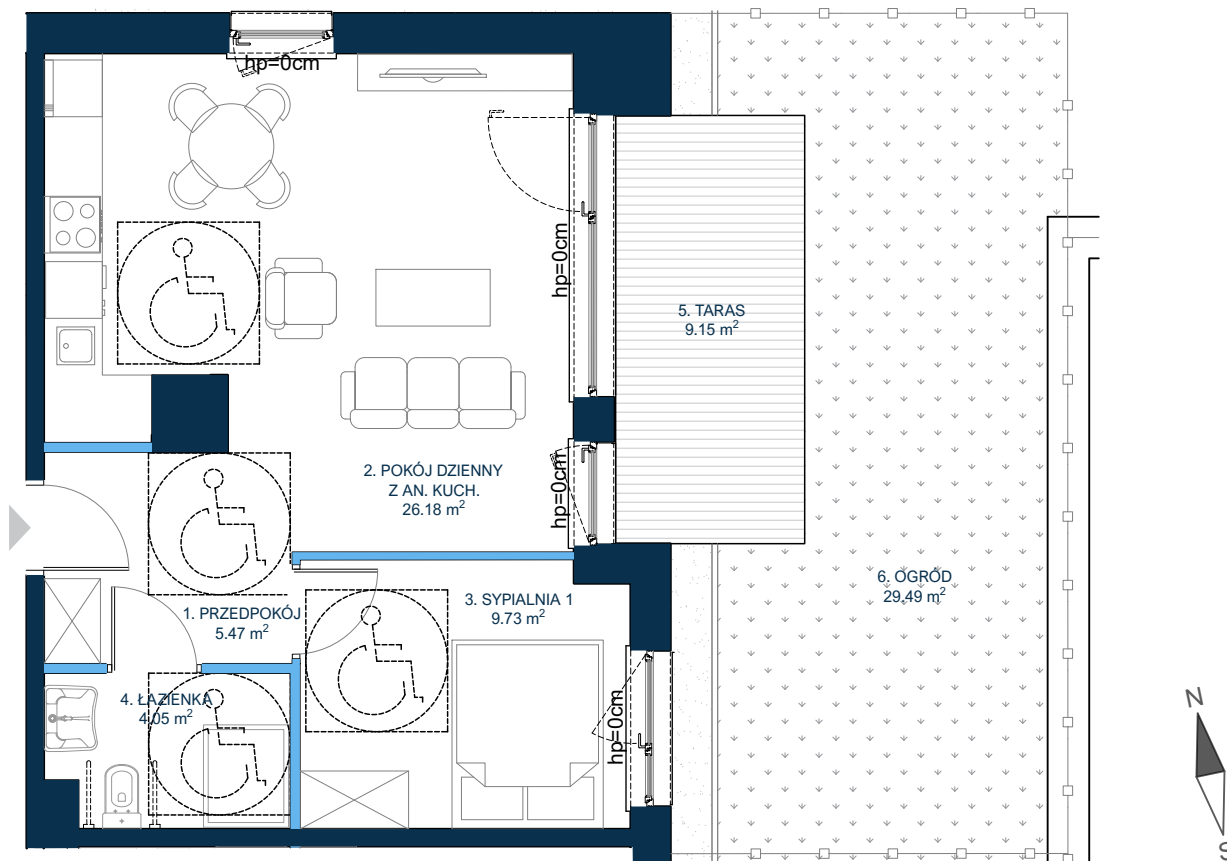 hp=0cm
hp=0cm
5. TARAS
9.15 m²
2. POKÓJ DZIENNY
Z AN. KUCH.
26.18 m²
hp=0cm
6. OGRÓD
29.49 m²
3. SYPIALNIA 1
9.73 m²
1. PRZEDPOKÓJ
5.47 m²
4. ŁAZIENKA
4.05 m²
hp=0cm
N
S